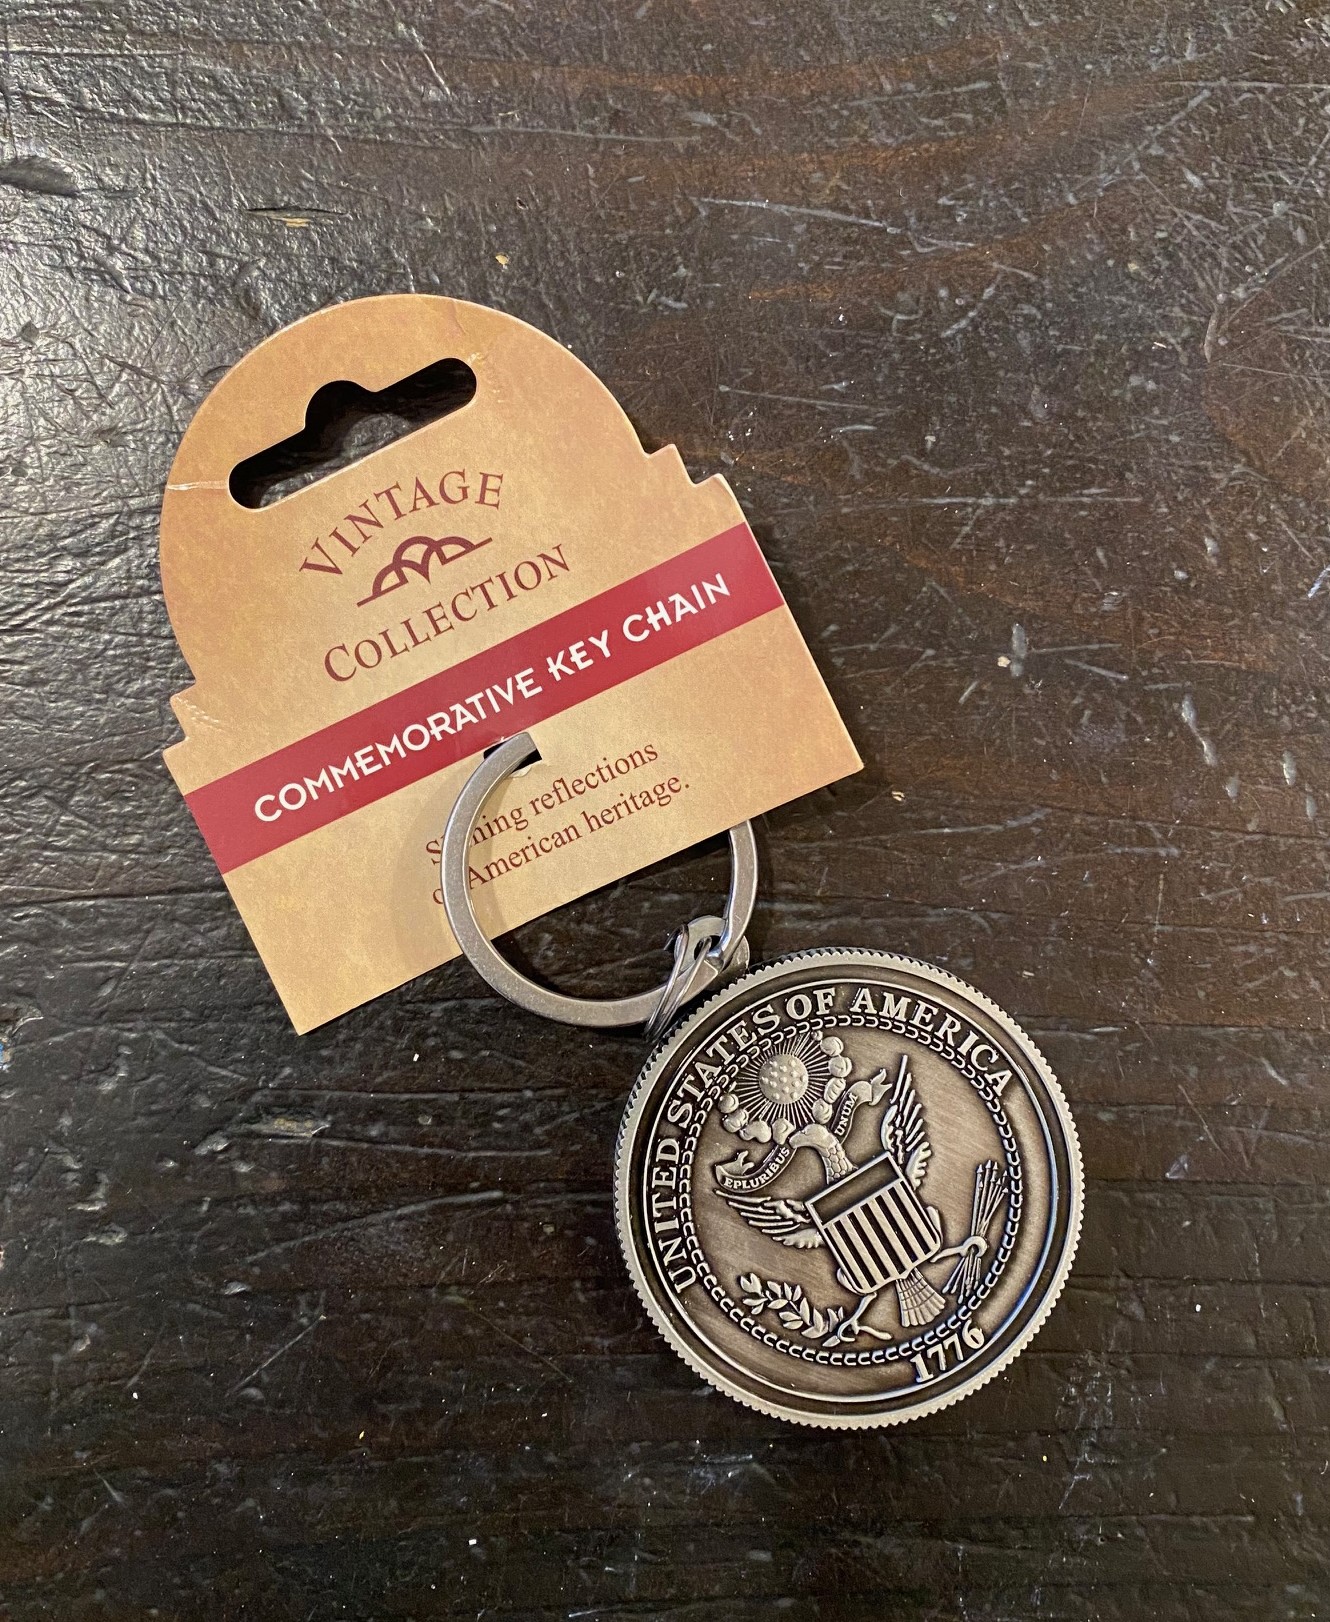 VINTAGE
COLLECTION
COMMEMORATIVE KEY CHAIN
reflections
American heritage.
UNITED STATES OF AMERICA
E PLURIBUS UNUM
1776